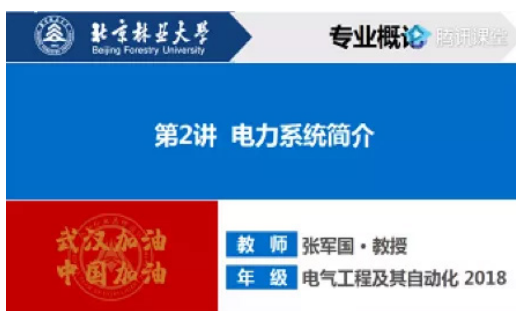 北京林业大学
Beijing Forestry University
专业概论
腾讯课堂
第2讲 电力系统简介
武汉加油
中国加油
教 师 张军国·教授
年 级 电气工程及其自动化 2018